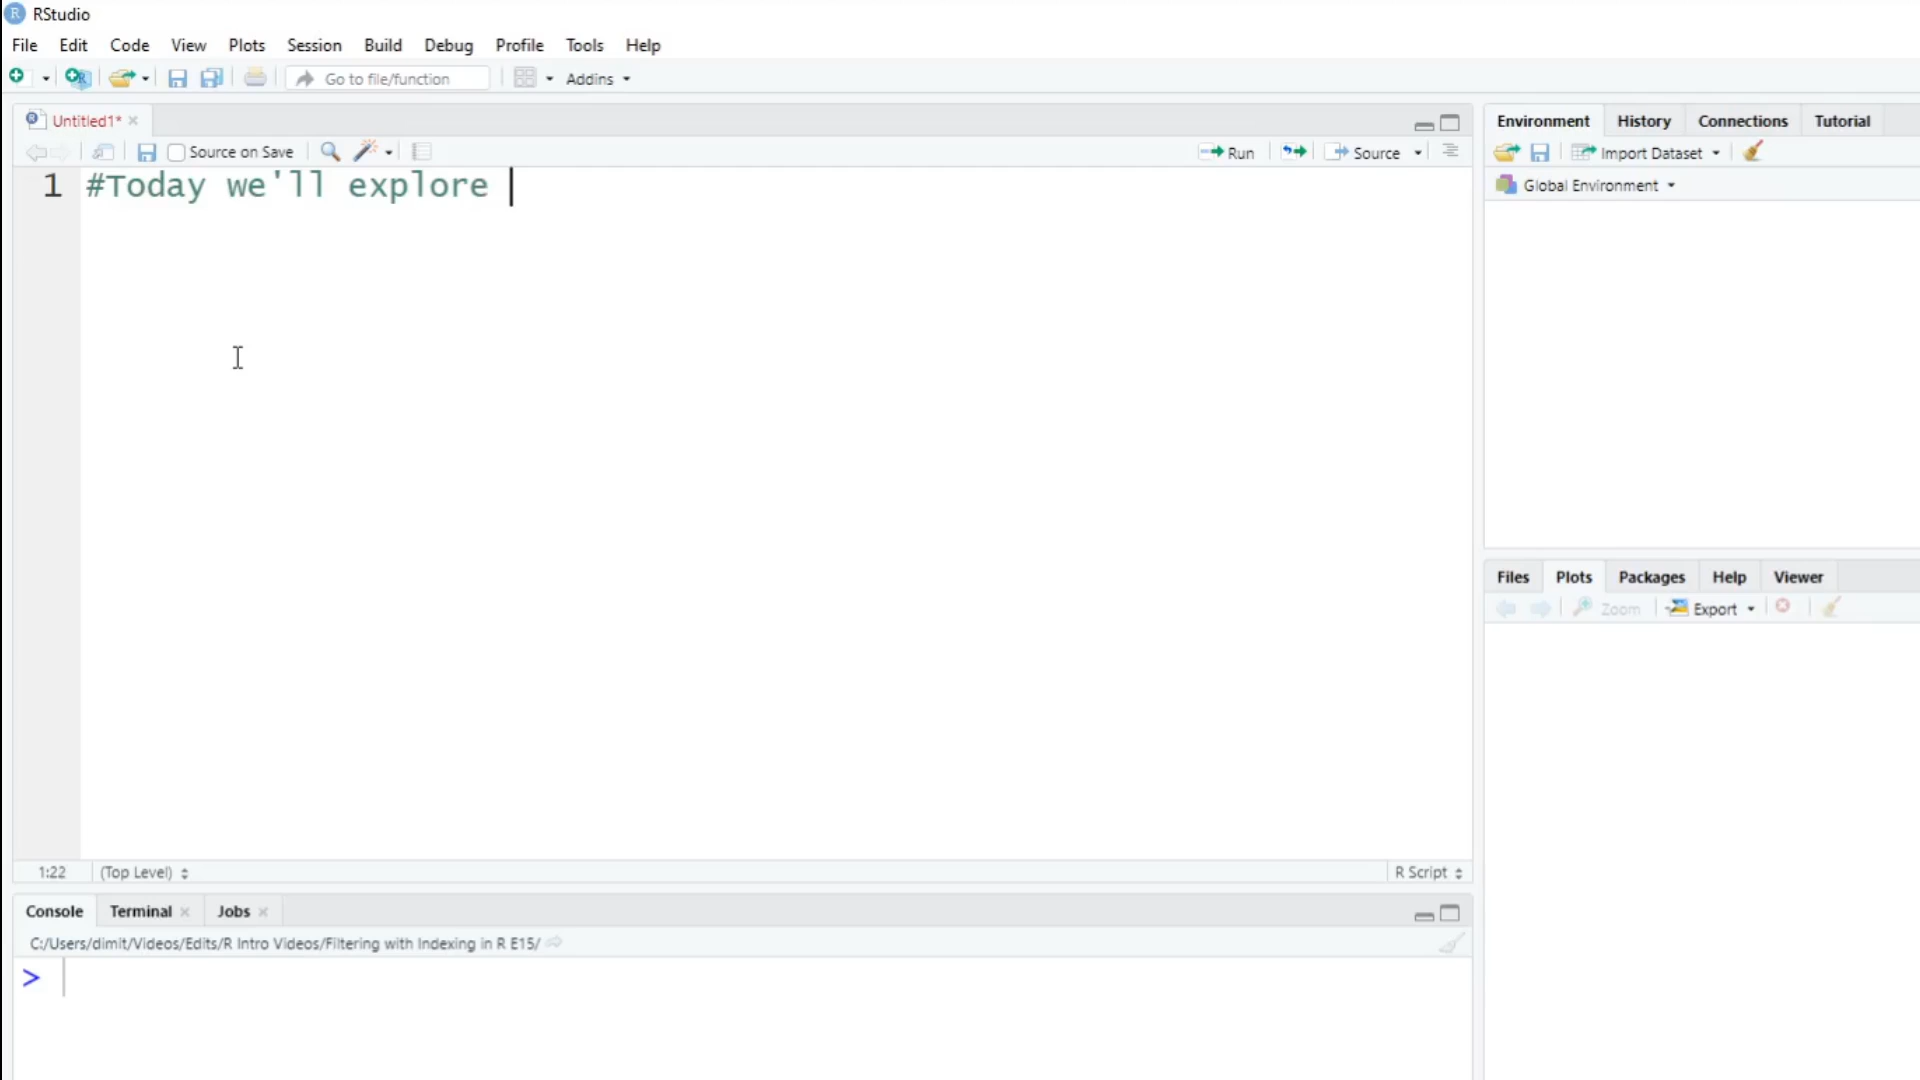 RStudio
File Edit Code View Plots Session Build Debug Profile Tools Help
Go to file/function Addins
Untitled1*
Source on Save Run Source
1 #Today we'll explore
1:22 (Top Level) R Script
Console Terminal Jobs
C:/Users/dimit/Videos/Edits/R Intro Videos/Filtering with Indexing in R E15/
>
Environment History Connections Tutorial
Import Dataset
Global Environment
Files Plots Packages Help Viewer
Zoom Export